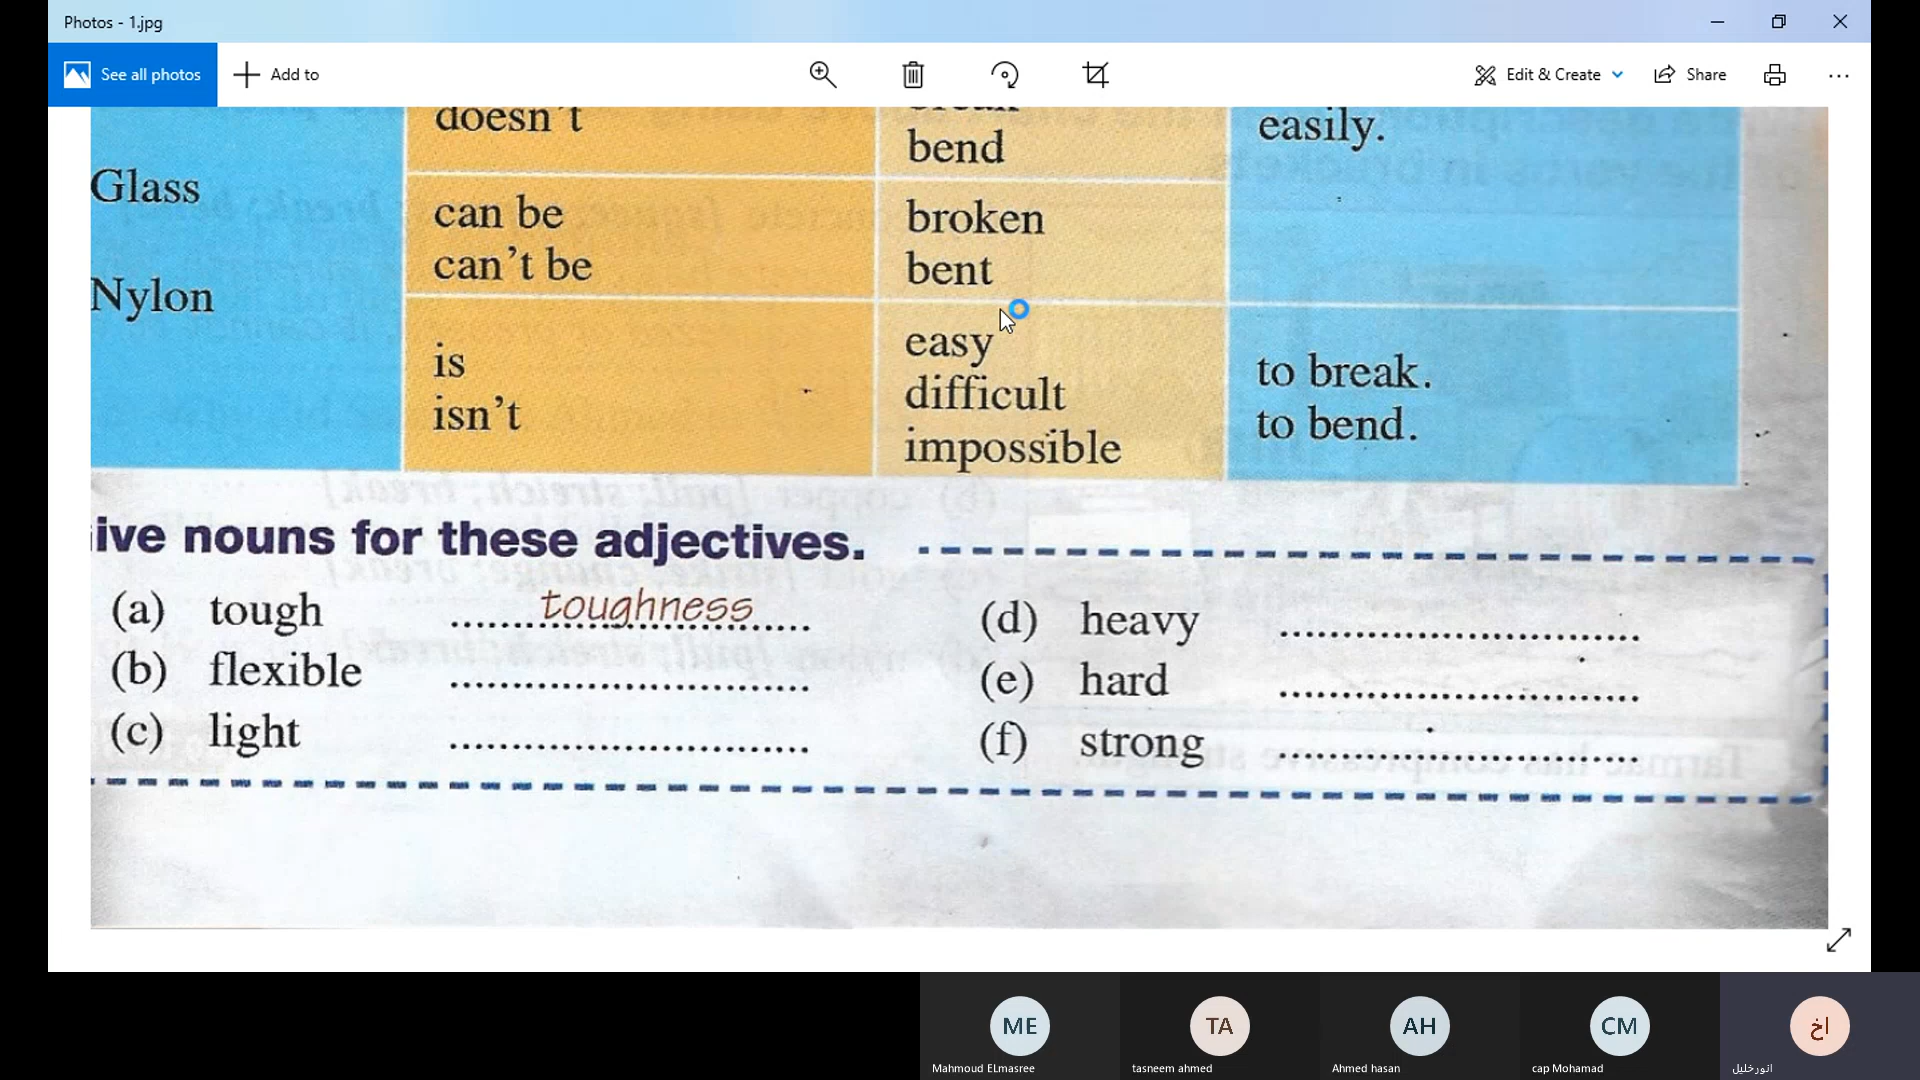 Photos - 1.jpg
See all photos
Add to
Edit & Create
Share
doesn't
bend
easily.
Glass
can be
can't be
broken
bent
Nylon
is
isn't
easy
difficult
impossible
to break.
to bend.
ive nouns for these adjectives.
(a) tough ......toughness......
(b) flexible ..............................
(c) light ..............................
(d) heavy ..............................
(e) hard ..............................
(f) strong ..............................
ME
TA
AH
CM
اخ
Mahmoud ELmasree
tasneem ahmed
Ahmed hasan
cap Mohamad
انورخليل